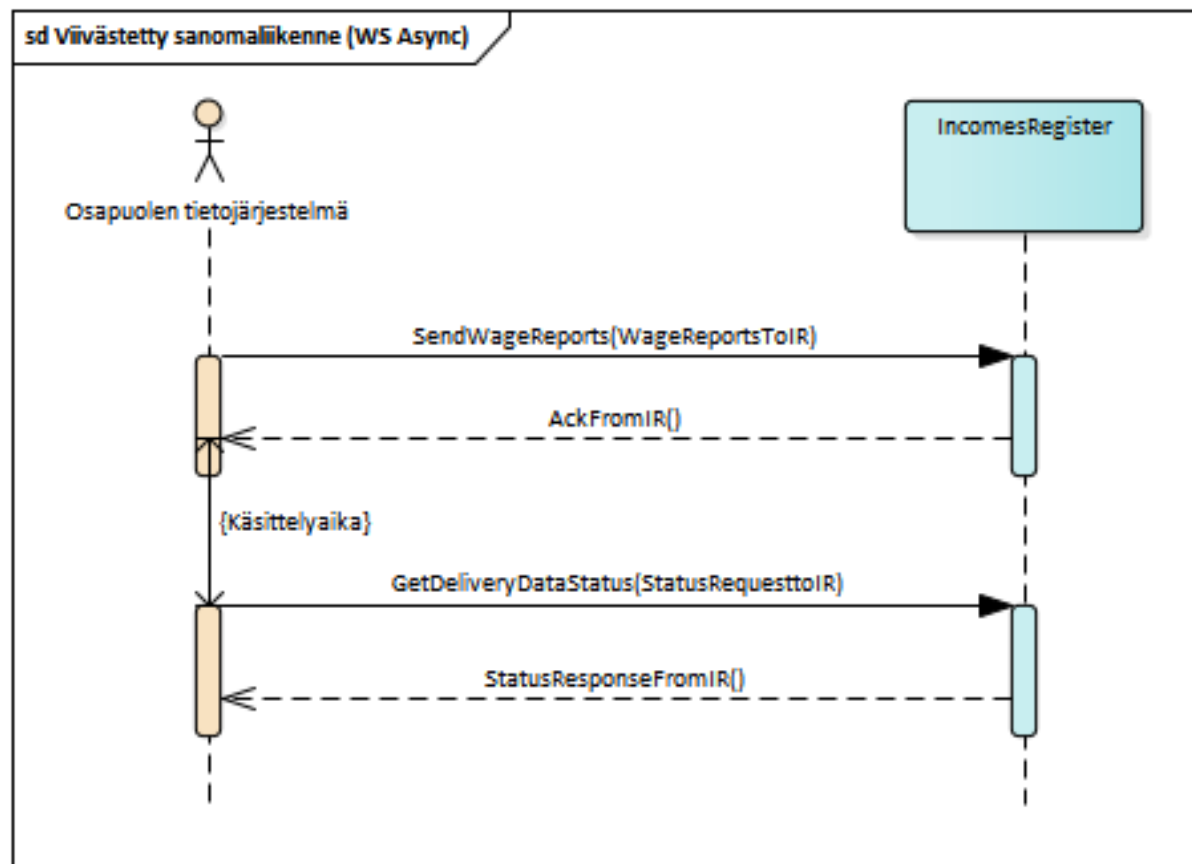 sd Viivästetty sanomaliikenne (WS Async)
IncomesRegister
Osapuolen tietojärjestelmä
SendWageReports(WageReportsToIR)
AckFromIR()
{Käsittelyaika}
GetDeliveryDataStatus(StatusRequesttoIR)
StatusResponseFromIR()